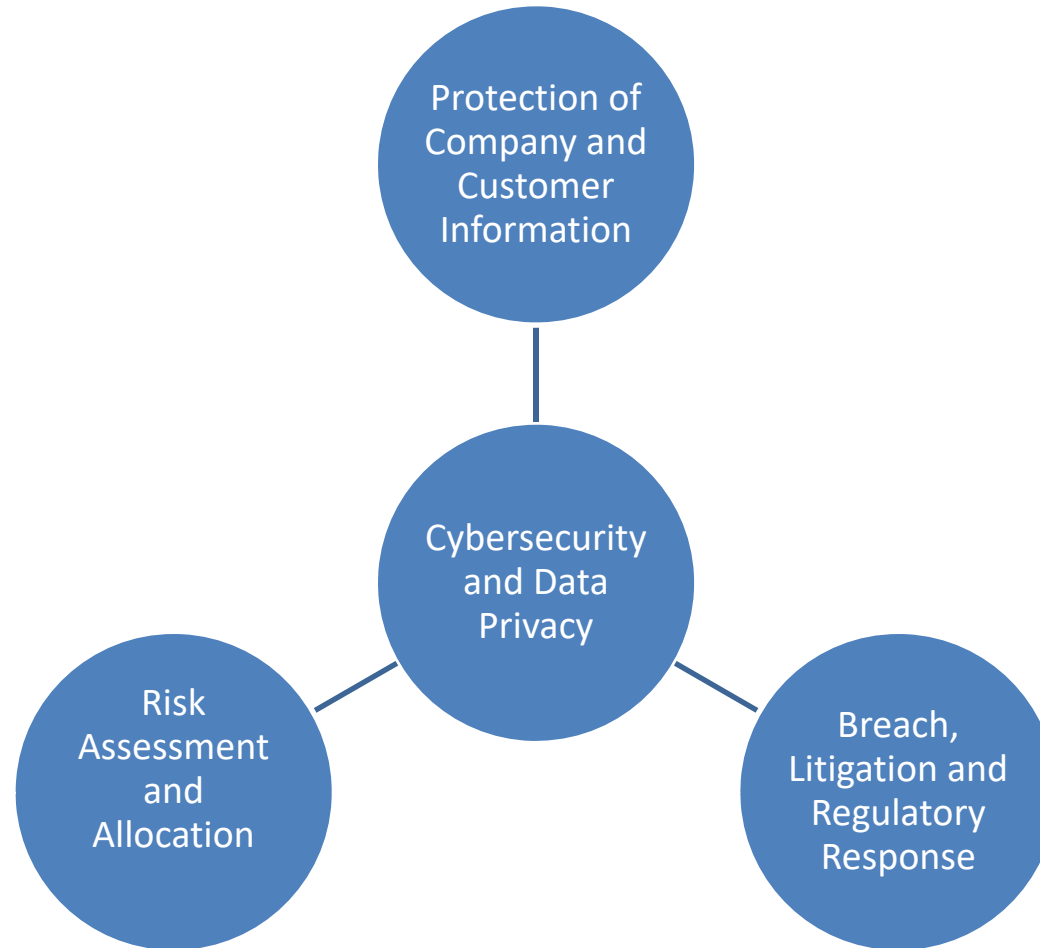 Protection of
Company and
Customer
Information
Cybersecurity
and Data
Privacy
Risk
Assessment
and
Allocation
Breach,
Litigation and
Regulatory
Response